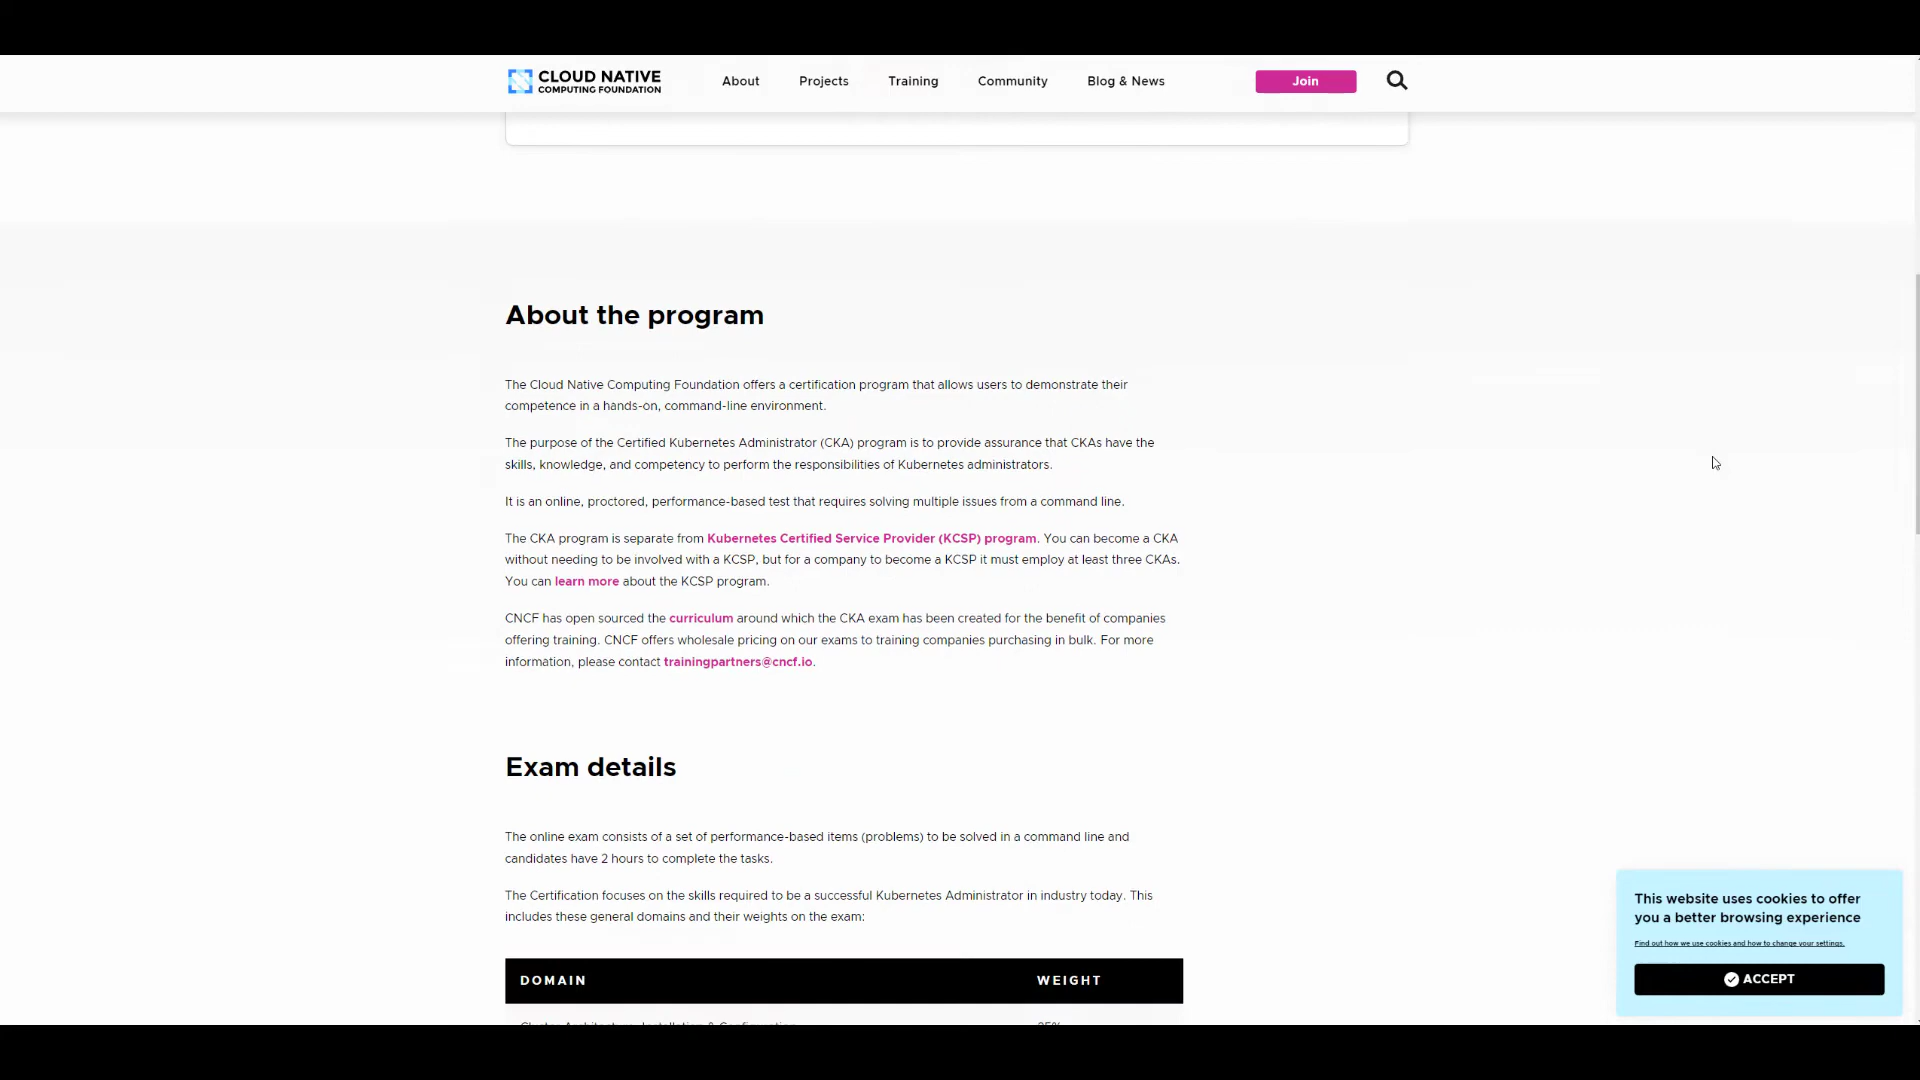 CLOUD NATIVE
COMPUTING FOUNDATION
About
Projects
Training
Community
Blog & News
Join
About the program
The Cloud Native Computing Foundation offers a certification program that allows users to demonstrate their
competence in a hands-on, command-line environment.
The purpose of the Certified Kubernetes Administrator (CKA) program is to provide assurance that CKAs have the
skills, knowledge, and competency to perform the responsibilities of Kubernetes administrators.
It is an online, proctored, performance-based test that requires solving multiple issues from a command line.
The CKA program is separate from Kubernetes Certified Service Provider (KCSP) program. You can become a CKA
without needing to be involved with a KCSP, but for a company to become a KCSP it must employ at least three CKAs.
You can learn more about the KCSP program.
CNCF has open sourced the curriculum around which the CKA exam has been created for the benefit of companies
offering training. CNCF offers wholesale pricing on our exams to training companies purchasing in bulk. For more
information, please contact trainingpartners@cncf.io.
Exam details
The online exam consists of a set of performance-based items (problems) to be solved in a command line and
candidates have 2 hours to complete the tasks.
The Certification focuses on the skills required to be a successful Kubernetes Administrator in industry today. This
includes these general domains and their weights on the exam:
DOMAIN WEIGHT
Cluster Architecture, Installation & Configuration 25%
This website uses cookies to offer
you a better browsing experience
Find out how we use cookies and how to change your settings.
ACCEPT